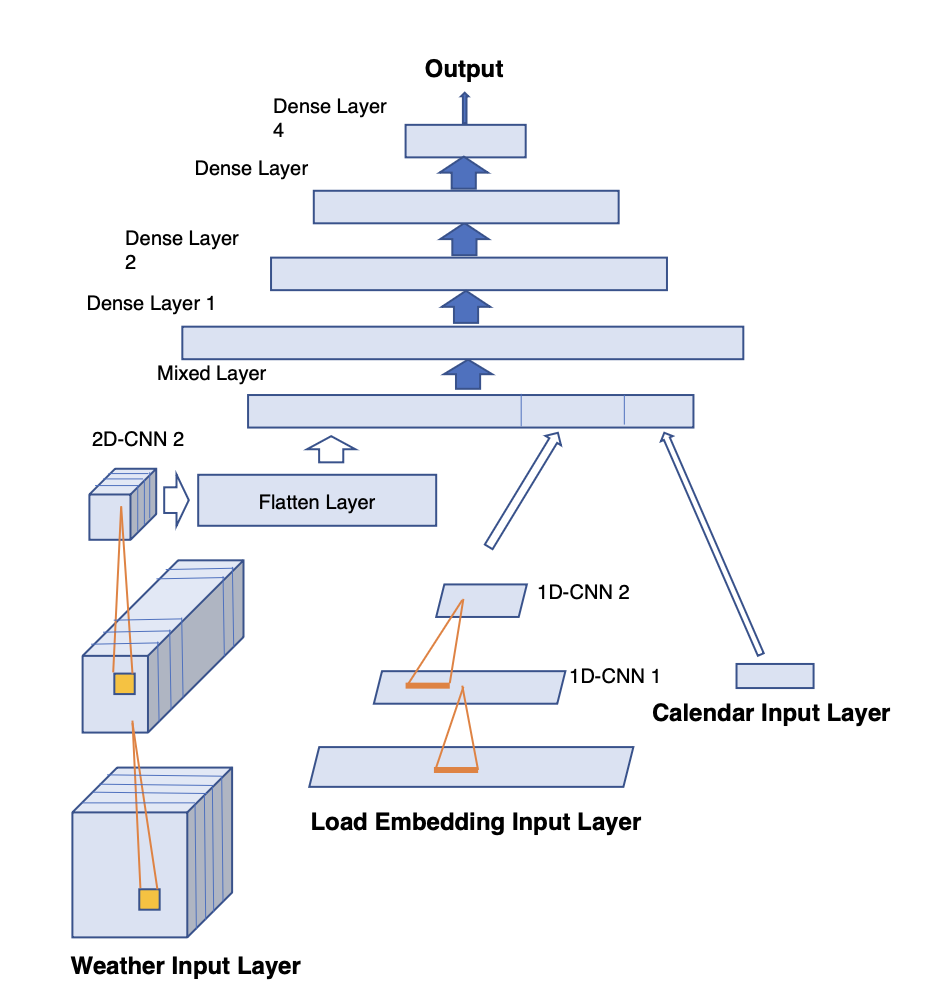 Output
Dense Layer
4
Dense Layer
Dense Layer
2
Dense Layer 1
Mixed Layer
2D-CNN 2
Flatten Layer
1D-CNN 2
1D-CNN 1
Calendar Input Layer
Load Embedding Input Layer
Weather Input Layer